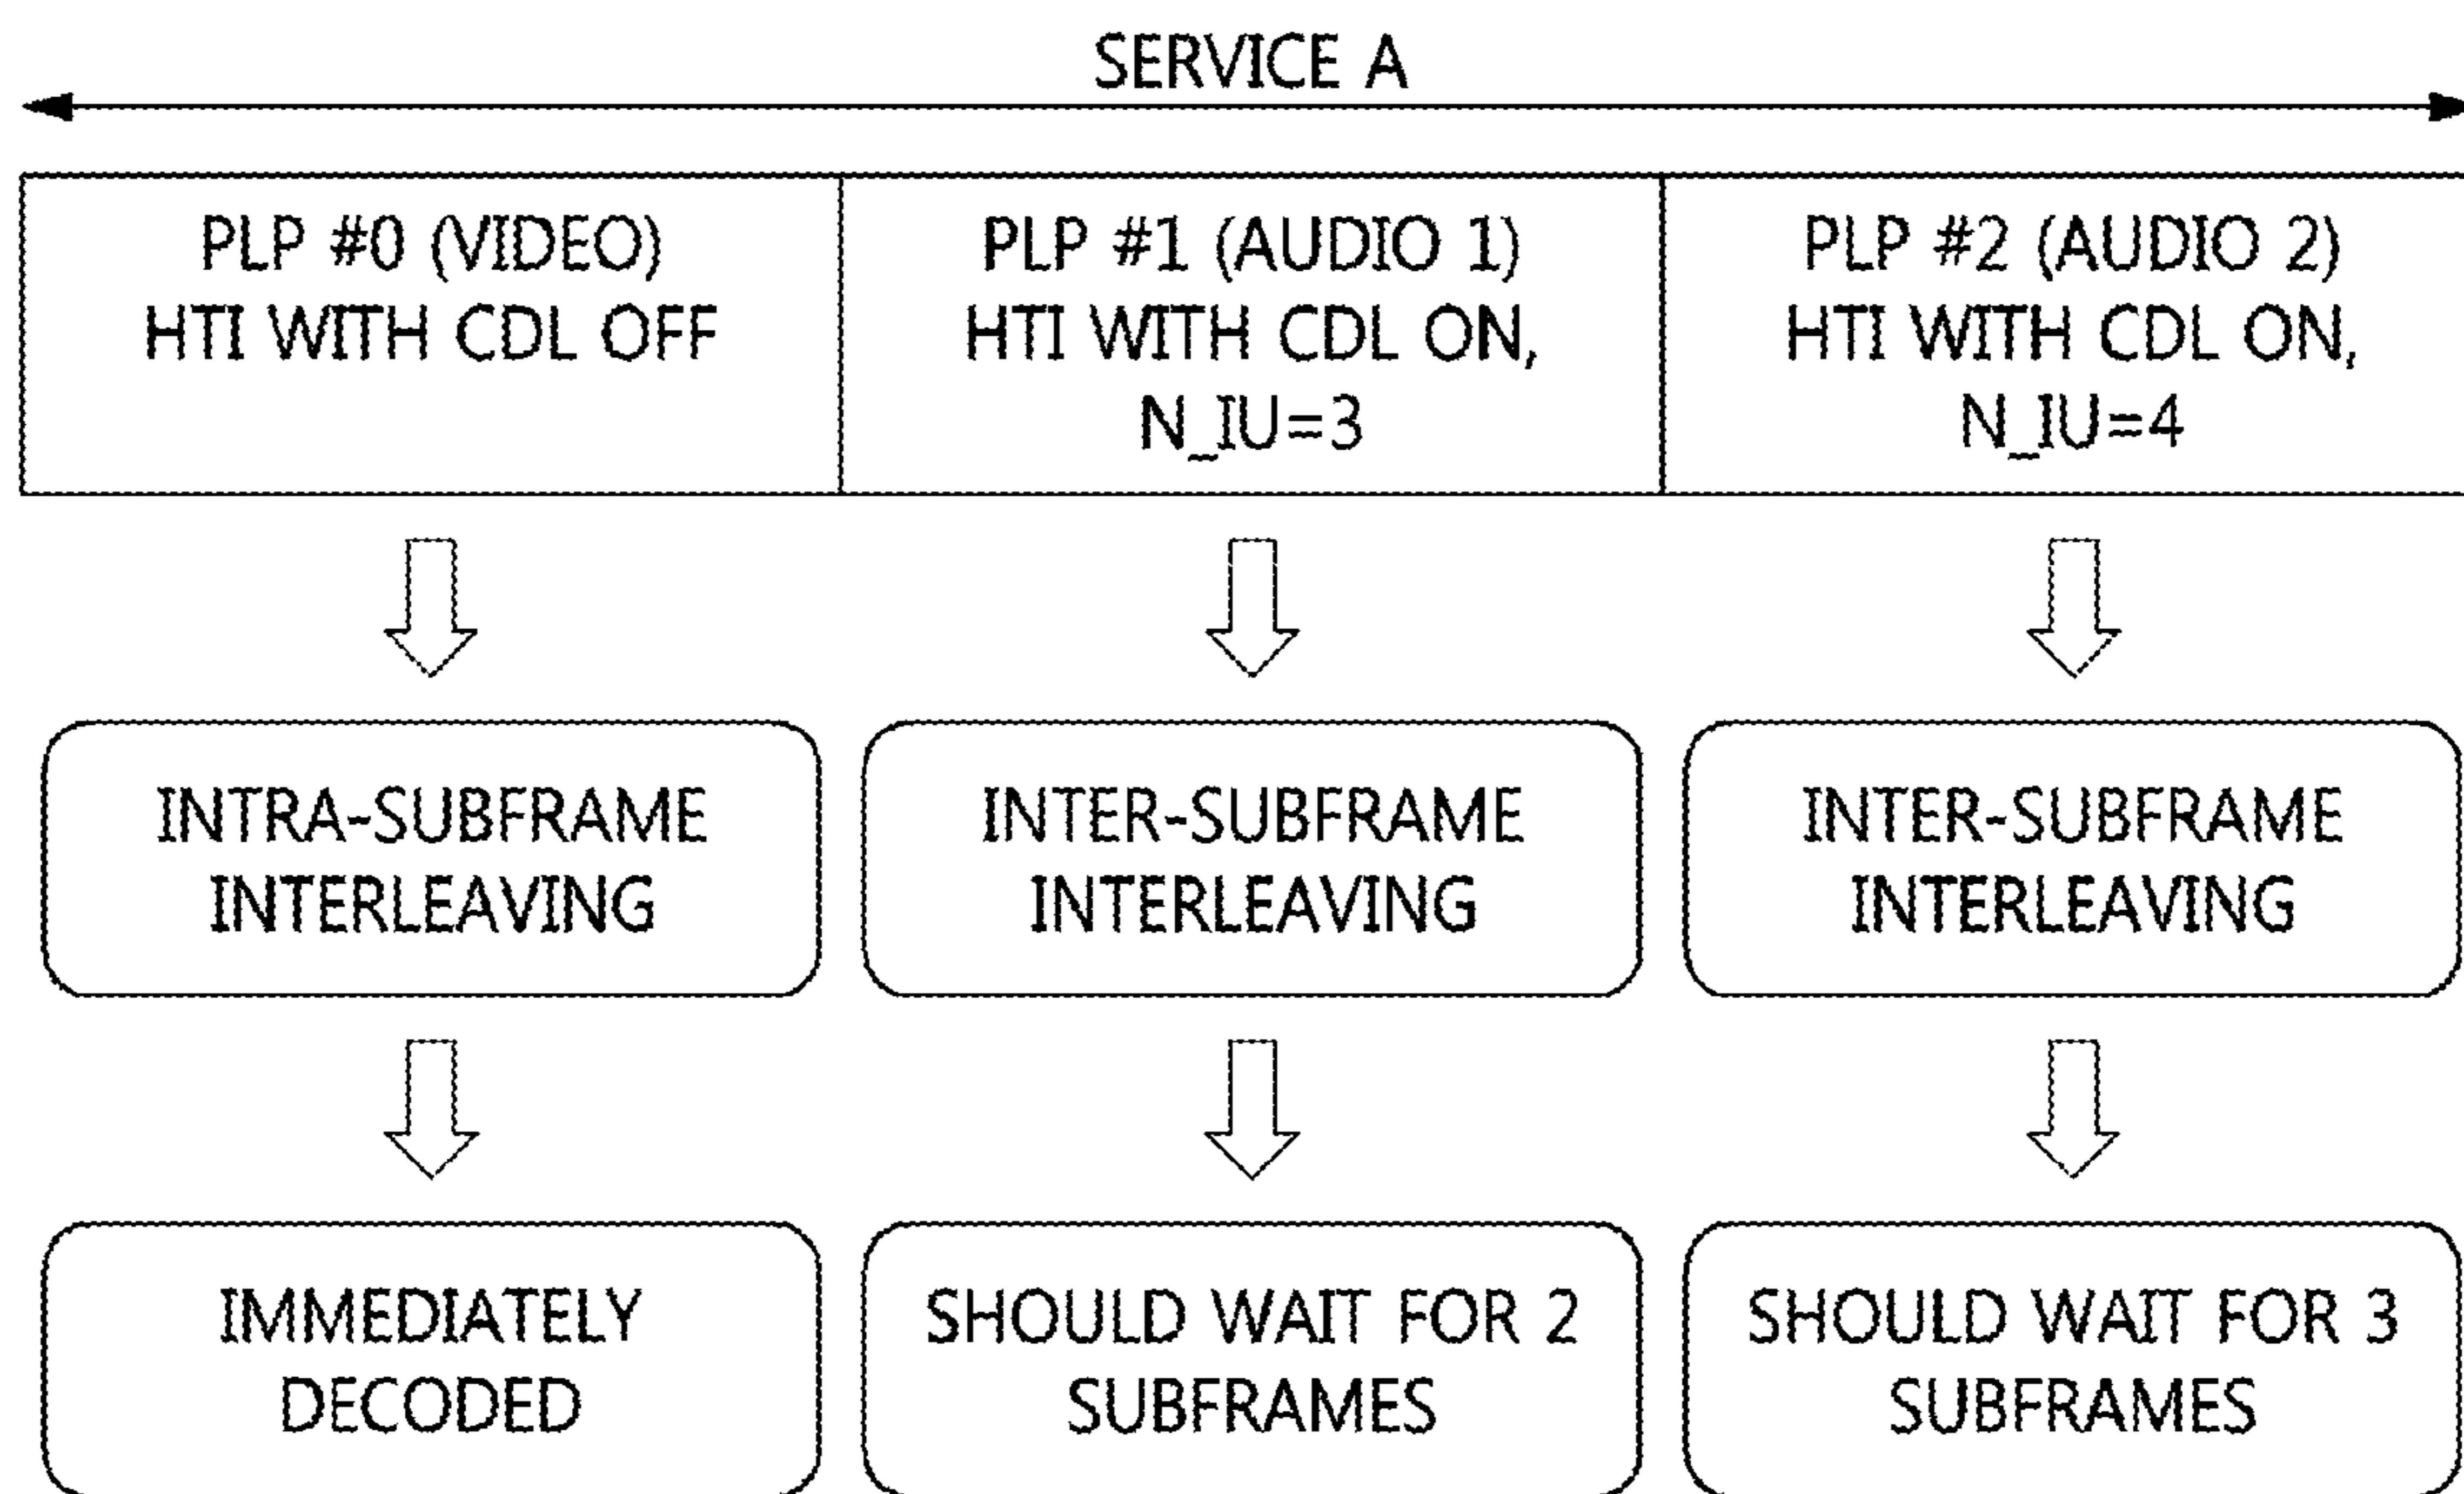 SERVICE A
PLP #0 (VIDEO)
HTI WITH CDL OFF
PLP #1 (AUDIO 1)
HTI WITH CDL ON,
N_IU=3
PLP #2 (AUDIO 2)
HTI WITH CDL ON,
N_IU=4
INTRA-SUBFRAME
INTERLEAVING
INTER-SUBFRAME
INTERLEAVING
INTER-SUBFRAME
INTERLEAVING
IMMEDIATELY
DECODED
SHOULD WAIT FOR 2
SUBFRAMES
SHOULD WAIT FOR 3
SUBFRAMES